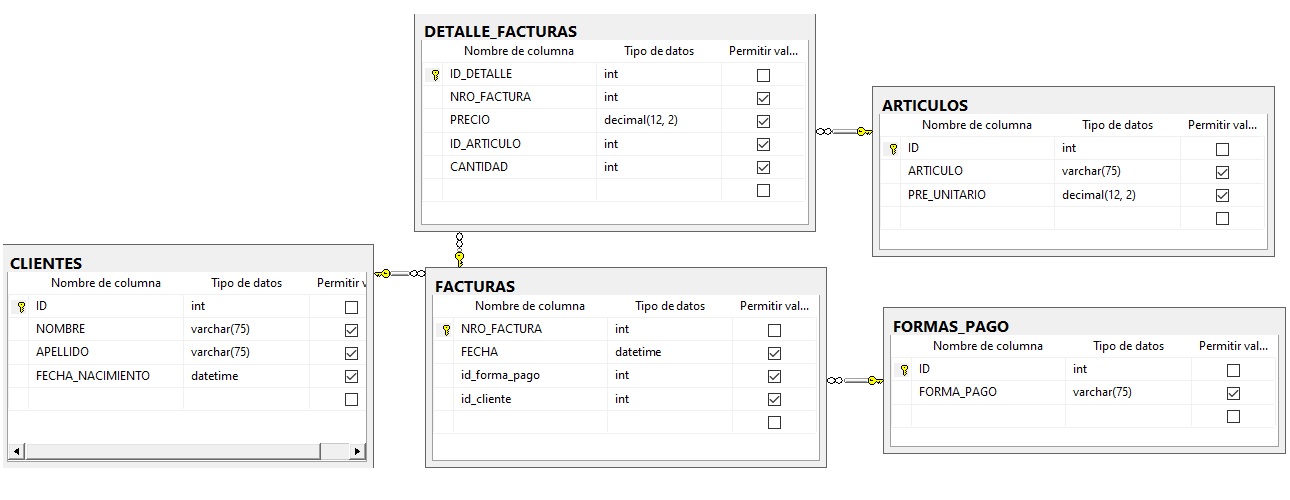 DETALLE_FACTURAS
Nombre de columna Tipo de datos Permitir val...
ID_DETALLE int
NRO_FACTURA int
PRECIO decimal(12, 2)
ID_ARTICULO int
CANTIDAD int
ARTICULOS
Nombre de columna Tipo de datos Permitir val...
ID int
ARTICULO varchar(75)
PRE_UNITARIO decimal(12, 2)
CLIENTES
Nombre de columna Tipo de datos Permitir v
ID int
NOMBRE varchar(75)
APELLIDO varchar(75)
FECHA_NACIMIENTO datetime
FACTURAS
Nombre de columna Tipo de datos Permitir val...
NRO_FACTURA int
FECHA datetime
id_forma_pago int
id_cliente int
FORMAS_PAGO
Nombre de columna Tipo de datos Permitir val...
ID int
FORMA_PAGO varchar(75)